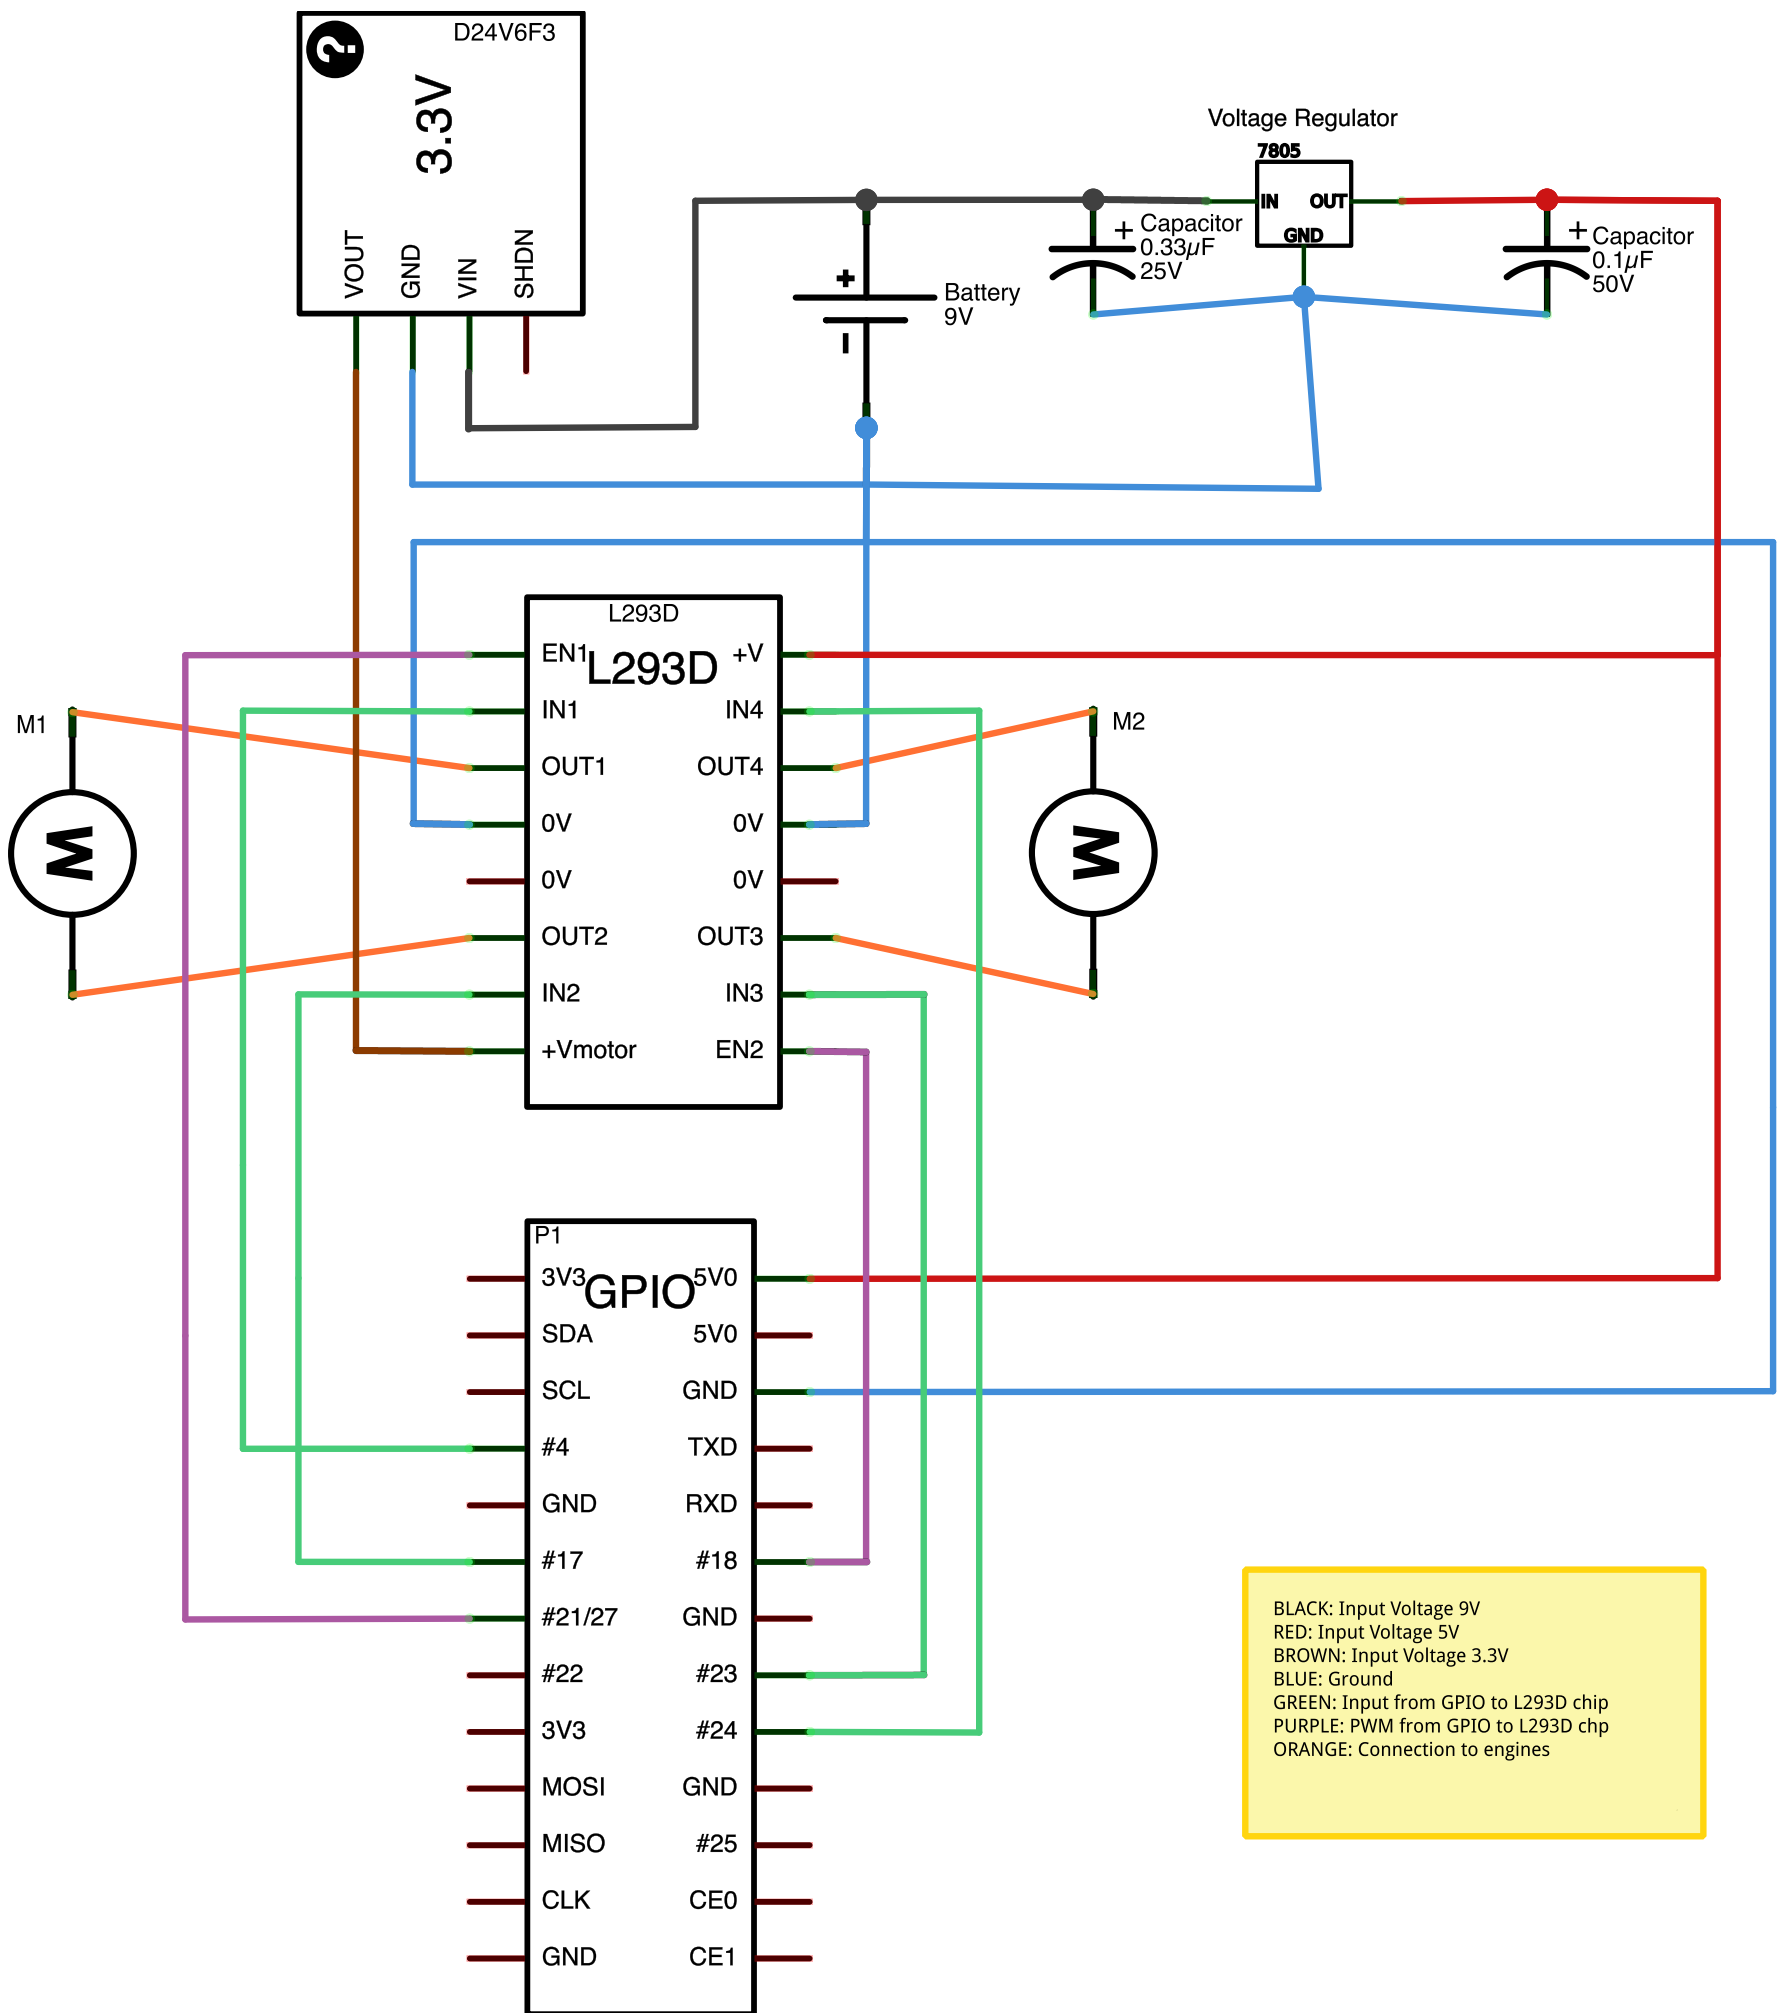 D24V6F3
?
3.3V
VOUT
GND
VIN
SHDN
Voltage Regulator
7805
IN
OUT
GND
+
Capacitor
0.33µF
25V
+
Capacitor
0.1µF
50V
+
Battery
9V
L293D
L293D
EN1
+V
IN1
IN4
OUT1
OUT4
0V
0V
0V
0V
OUT2
OUT3
IN2
IN3
+Vmotor
EN2
M1
M
M2
M
P1
GPIO
3V3
5V0
SDA
5V0
SCL
GND
#4
TXD
GND
RXD
#17
#18
#21/27
GND
#22
#23
3V3
#24
MOSI
GND
MISO
#25
CLK
CE0
GND
CE1
BLACK: Input Voltage 9V
RED: Input Voltage 5V
BROWN: Input Voltage 3.3V
BLUE: Ground
GREEN: Input from GPIO to L293D chip
PURPLE: PWM from GPIO to L293D chp
ORANGE: Connection to engines